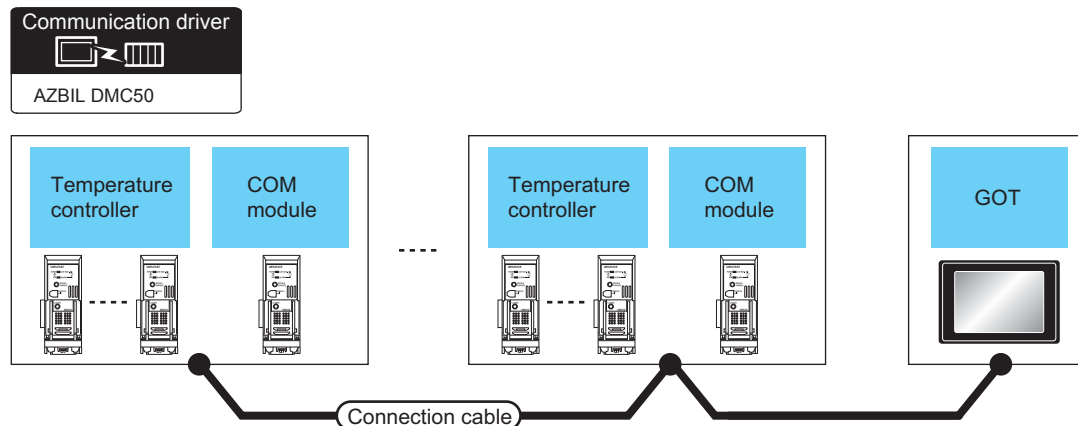 Communication driver
AZBIL DMC50
Temperature
controller
COM
module
Temperature
controller
COM
module
GOT
Connection cable